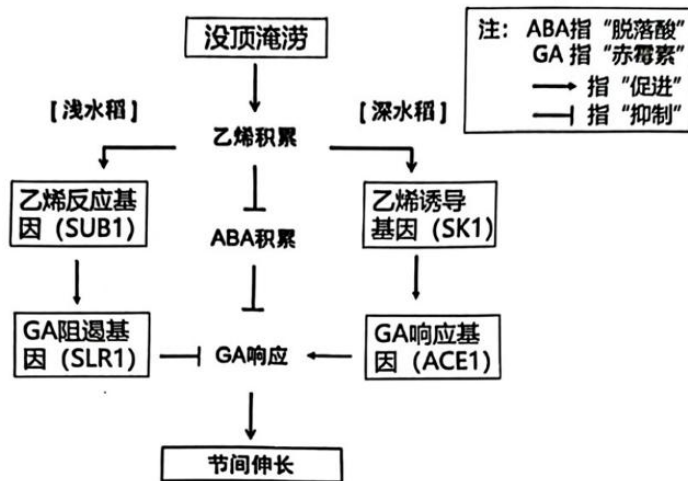 没顶淹涝
注： ABA指“脱落酸”
GA 指“赤霉素”
指“促进”
指“抑制”
[浅水稻]
[深水稻]
乙烯积累
乙烯反应基
因（SUB1）
乙烯诱导
基因（SK1）
ABA积累
GA阻遏基
因（SLR1）
GA响应
GA响应基
因（ACE1）
节间伸长